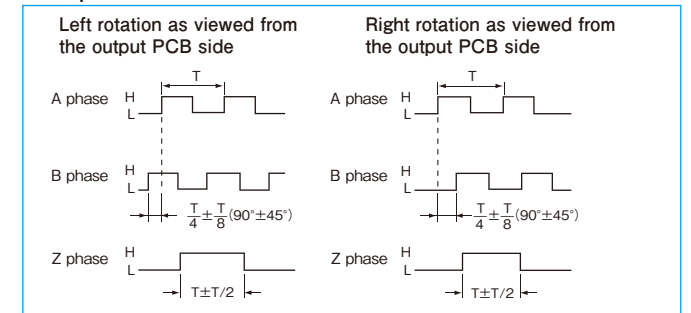 Left rotation as viewed from
the output PCB side
T
A phase H
L
B phase H
L
T/4±T/8(90°±45°)
Z phase H
L
T±T/2
Right rotation as viewed from
the output PCB side
T
A phase H
L
B phase H
L
T/4±T/8(90°±45°)
Z phase H
L
T±T/2